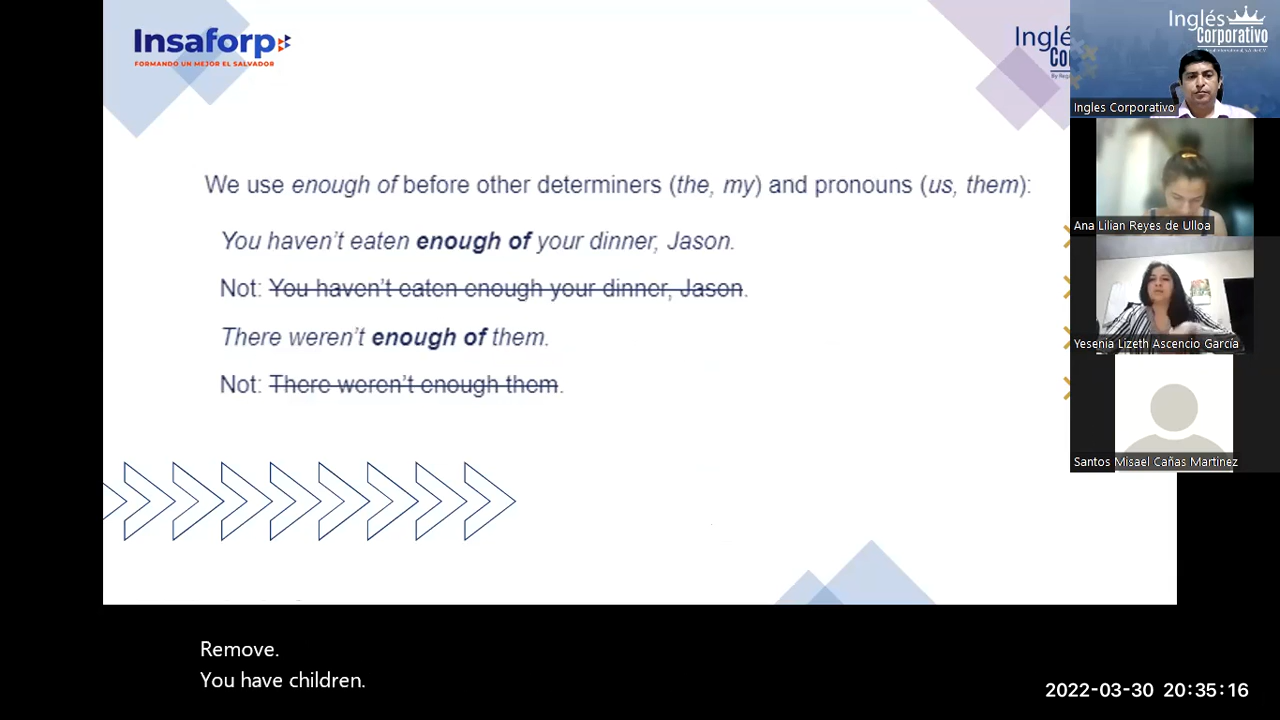 Insaforp
FORMANDO UN MEJOR EL SALVADOR
Inglés
Corporativo
Ingles Corporativo
We use enough of before other determiners (the, my) and pronouns (us, them):
Ana Lilian Reyes de Ulloa
You haven't eaten enough of your dinner, Jason.
Not: You haven't eaten enough your dinner, Jason.
There weren't enough of them.
Yesenia Lizeth Ascencio García
Not: There weren't enough them.
Santos Misael Cañas Martinez
Remove.
You have children.
2022-03-30 20:35:16